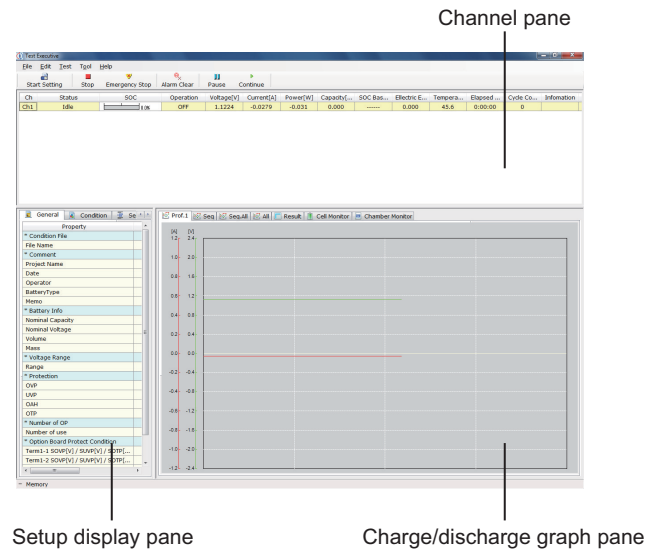 Channel pane
Test Executive
File Edit Test Tool Help
Start Setting Stop Emergency Stop Alarm Clear Pause Continue
Ch Status SOC Operation Voltage[V] Current[A] Power[W] Capacity[... SOC Bas... Ellectric E... Tempera... Elapsed ... Cycle Co... Infomation
Ch1 Idle 0.0% OFF 1.1224 -0.0279 -0.031 0.000 ------ 0.000 43.6 0:00:00 0
General Condition Se
Prof.1 Seq Seq.All All Result Cell Monitor Chamber Monitor
Property
* Condition File
File Name
* Comment
Project Name
Date
Operator
BatteryType
Memo
* Battery Info
Nominal Capacity
Nominal Voltage
Volume
Mass
* Voltage Range
Range
* Protection
OVP
UVP
OAH
OTP
* Number of OP
Number of use
* Option Board Protect Condition
Term1-1 SOVP[V] / SUVP[V] / SOTP[...
Term1-2 SOVP[V] / SUVP[V] / SOTP[...
[A] [V]
1.2 2.4
1.0 2.0
0.8 1.6
0.6 1.2
0.4 0.8
0.2 0.4
0.0 0.0
-0.2 -0.4
-0.4 -0.8
-0.6 -1.2
-0.8 -1.6
-1.0 -2.0
-1.2 -2.4
Memory
Setup display pane
Charge/discharge graph pane